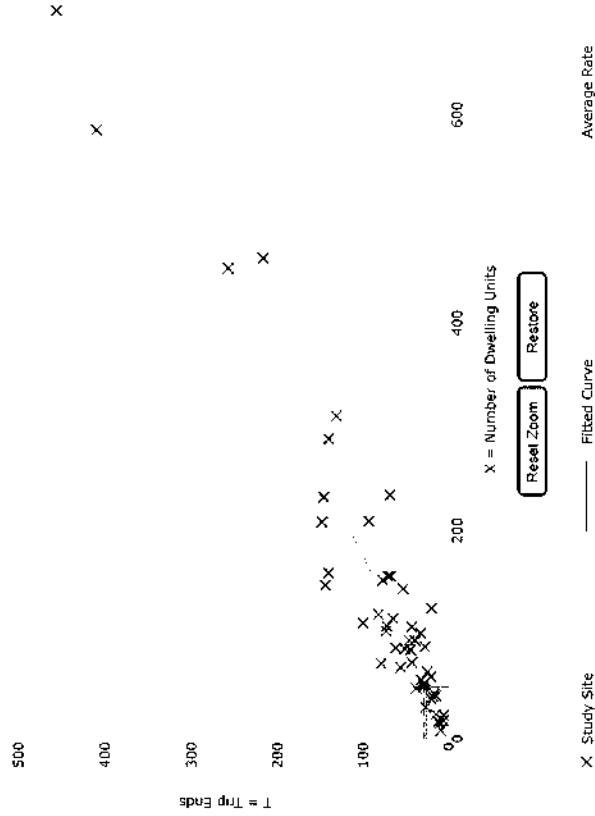 500
400
300
200
100
0
T = Trip Ends
0
200
400
600
X = Number of Dwelling Units
Reset Zoom
Restore
Study Site
Fitted Curve
Average Rate